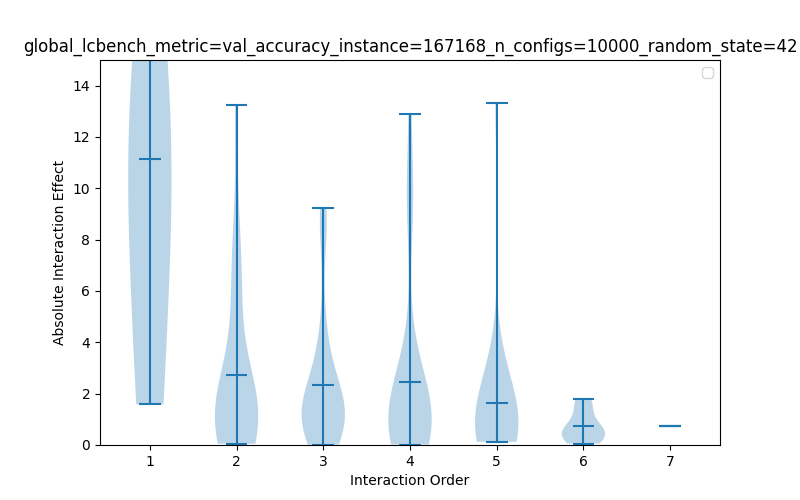 global_lcbench_metric=val_accuracy_instance=167168_n_configs=10000_random_state=42
14
12
10
8
6
4
2
0
Absolute Interaction Effect
1 2 3 4 5 6 7
Interaction Order